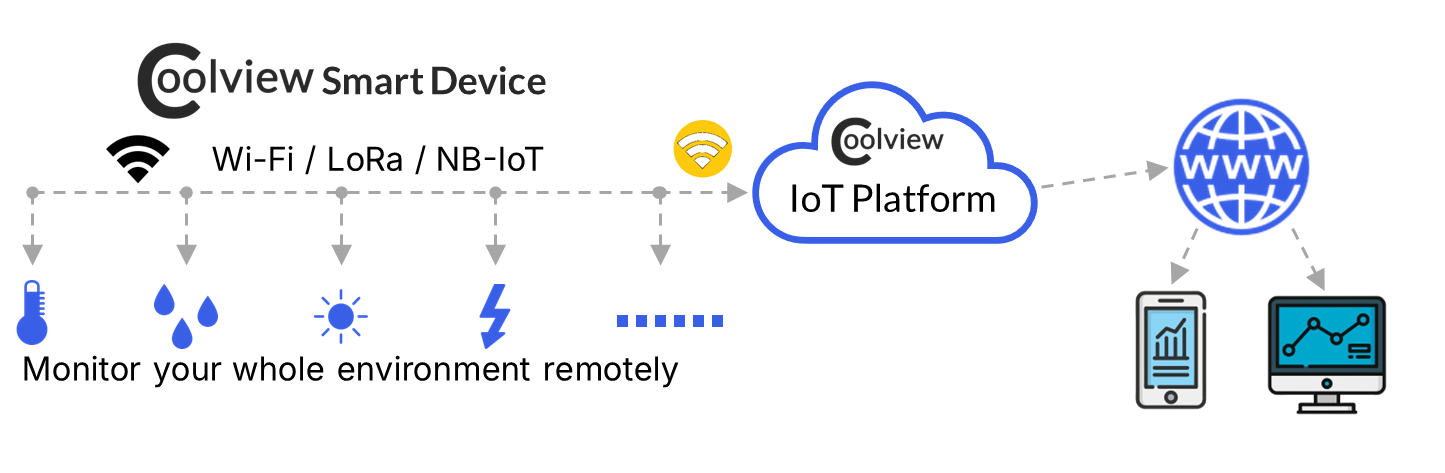 Coolview Smart Device
Wi-Fi / LoRa / NB-IoT
Coolview
IoT Platform
WWW
Monitor your whole environment remotely